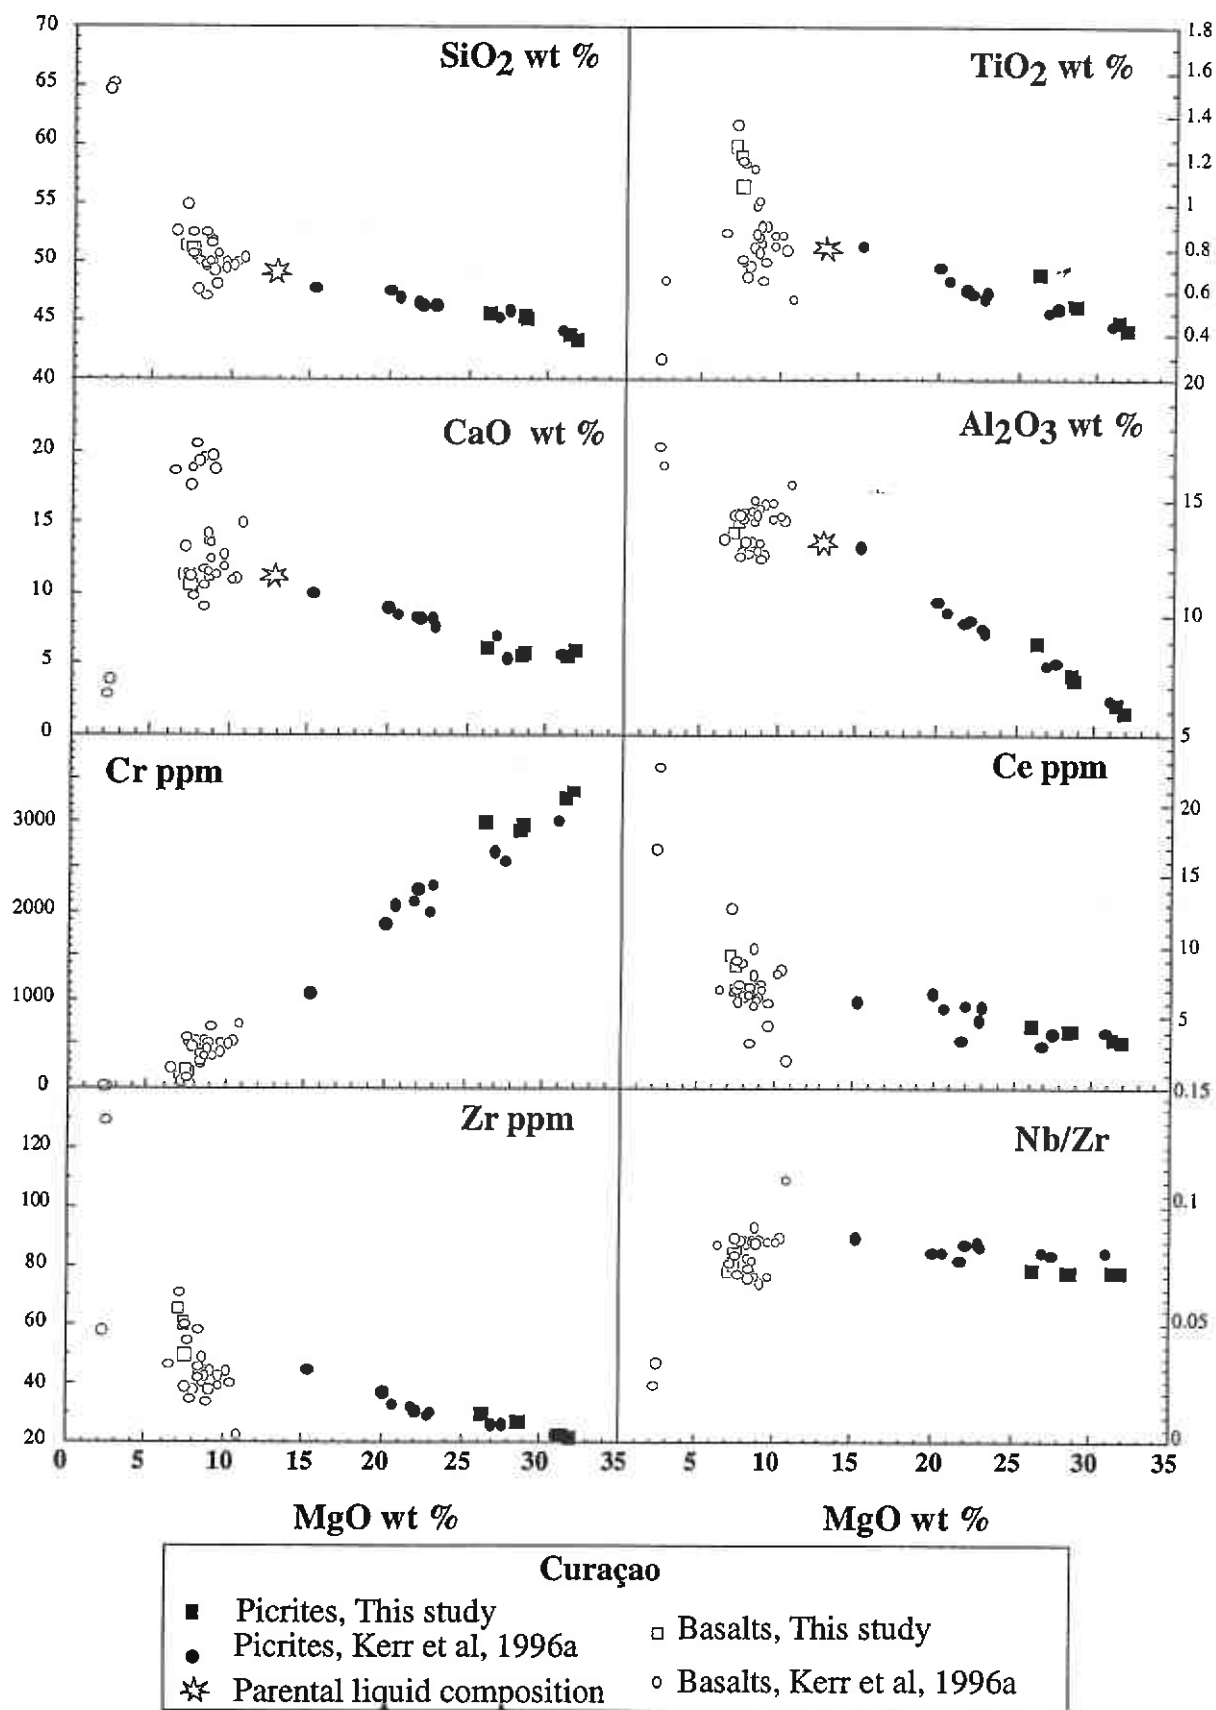 70
65
60
55
50
45
40
SiO2 wt %
TiO2 wt %
1.8
1.6
1.4
1.2
1
0.8
0.6
0.4
20
CaO wt %
20
15
10
5
0
Al2O3 wt %
15
10
5
Cr ppm
3000
2000
1000
0
Ce ppm
20
15
10
5
0.15
Zr ppm
120
100
80
60
40
20
Nb/Zr
0.1
0.05
0
0 5 10 15 20 25 30 35
5 10 15 20 25 30 35
MgO wt %
MgO wt %
Curaçao
Picrites, This study
Picrites, Kerr et al, 1996a
Parental liquid composition
Basalts, This study
Basalts, Kerr et al, 1996a